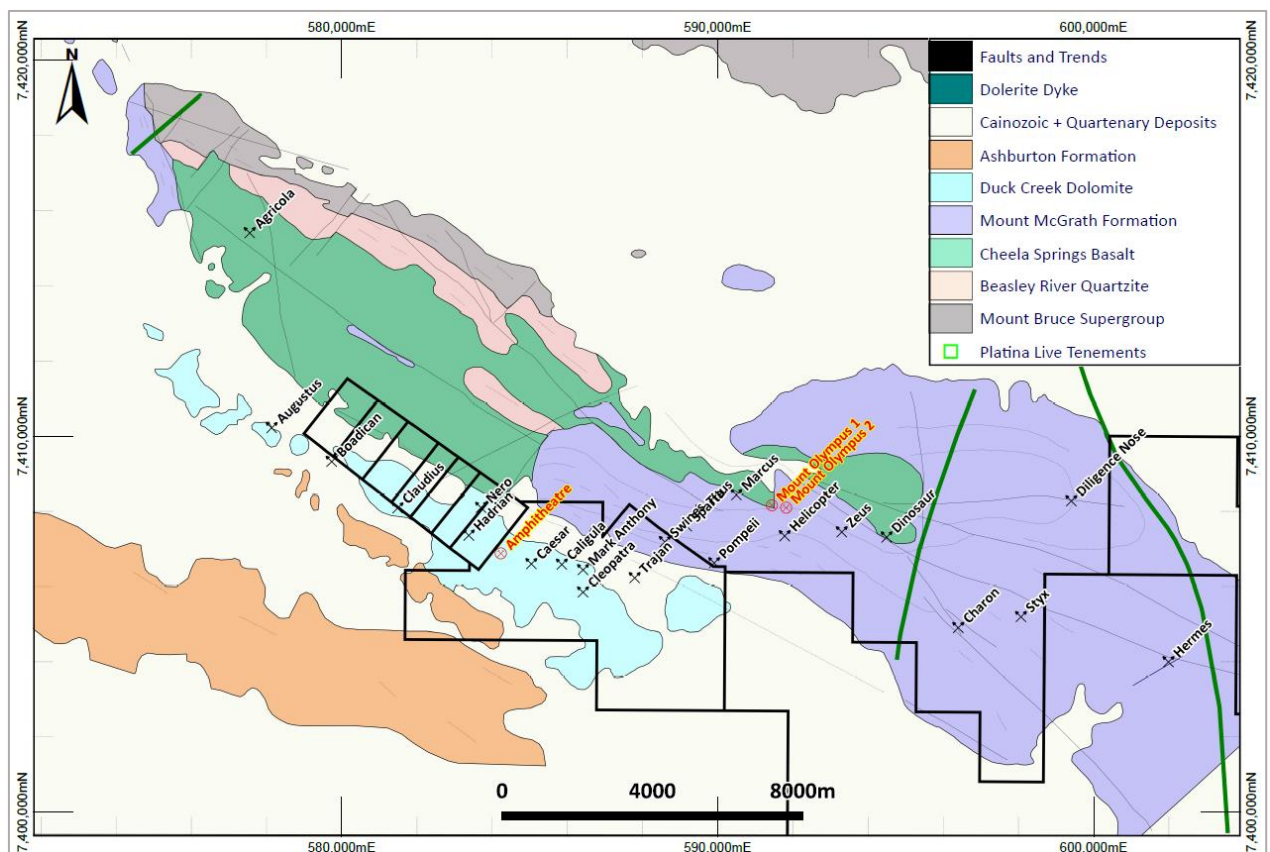 580,000mE
590,000mE
600,000mE
7,420,000mN
7,420,000mN
N
Faults and Trends
Dolerite Dyke
Cainozoic + Quartenary Deposits
Ashburton Formation
Duck Creek Dolomite
Mount McGrath Formation
Cheela Springs Basalt
Beasley River Quartzite
Mount Bruce Supergroup
Platina Live Tenements
Agricola
Augustus
Boadican
Claudius
Nero
Hadrian
Amphitheatre
Caesar
Caligula
Mark Anthony
Cleopatra
Trajan
Pompeii
Marcus
Mount Olympus 1
Mount Olympus 2
Helicopter
Zeus
Dinosaur
Diligence Nose
Charon
Styx
Hermes
7,410,000mN
7,410,000mN
0
4000
8000m
7,400,000mN
7,400,000mN
580,000mE
590,000mE
600,000mE